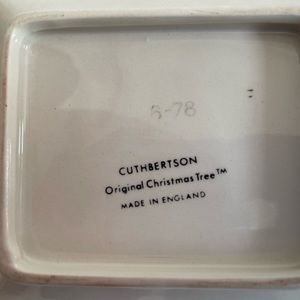 6-78
CUTHBERTSON
Original Christmas Tree™
MADE IN ENGLAND